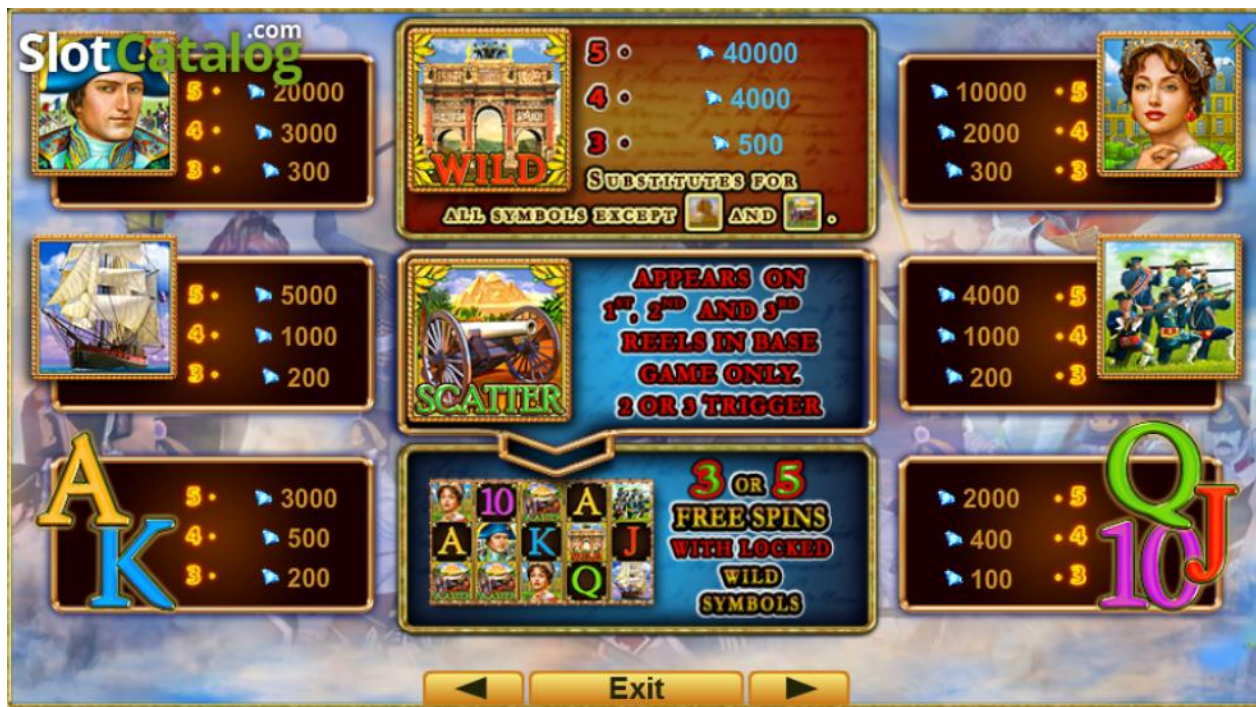 SlotCatalog.com
5 20000
4 3000
3 300
WILD
5 40000
4 4000
3 500
SUBSTITUTES FOR
ALL SYMBOLS EXCEPT AND .
10000 5
2000 4
300 3
5 5000
4 1000
3 200
SCATTER
APPEARS ON
1ST, 2ND AND 3RD
REELS IN BASE
GAME ONLY.
2 OR 3 TRIGGER
4000 5
1000 4
200 3
A
K
5 3000
4 500
3 200
10 A
A K J
Q
3 OR 5
FREE SPINS
WITH LOCKED
WILD
SYMBOLS
2000 5
400 4
100 3
Q
J
10
Exit